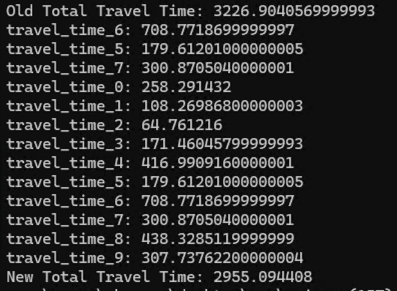 Old Total Travel Time: 3226.9040569999993
travel_time_6: 708.7718699999997
travel_time_5: 179.61201000000005
travel_time_7: 300.8705040000001
travel_time_0: 258.291432
travel_time_1: 108.26986800000003
travel_time_2: 64.761216
travel_time_3: 171.46045799999993
travel_time_4: 416.9909160000001
travel_time_5: 179.61201000000005
travel_time_6: 708.7718699999997
travel_time_7: 300.8705040000001
travel_time_8: 438.3285119999999
travel_time_9: 307.73762200000004
New Total Travel Time: 2955.094408